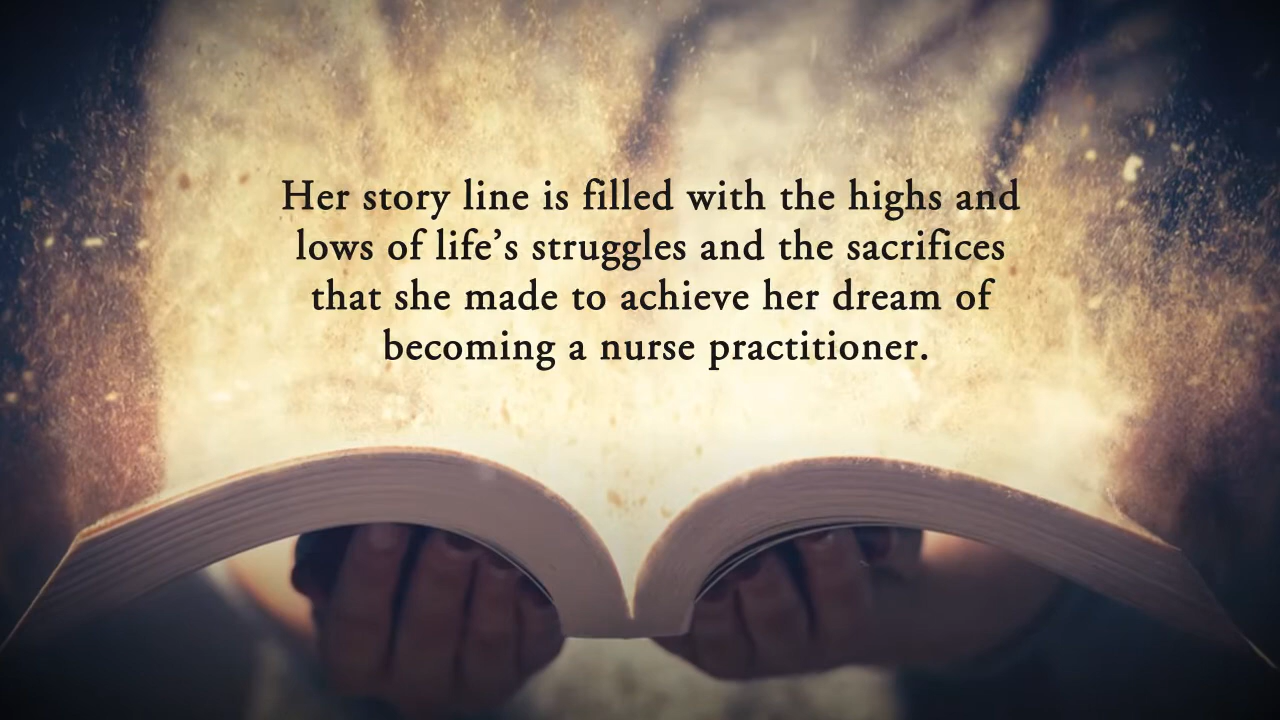 Her story line is filled with the highs and
lows of life’s struggles and the sacrifices
that she made to achieve her dream of
becoming a nurse practitioner.